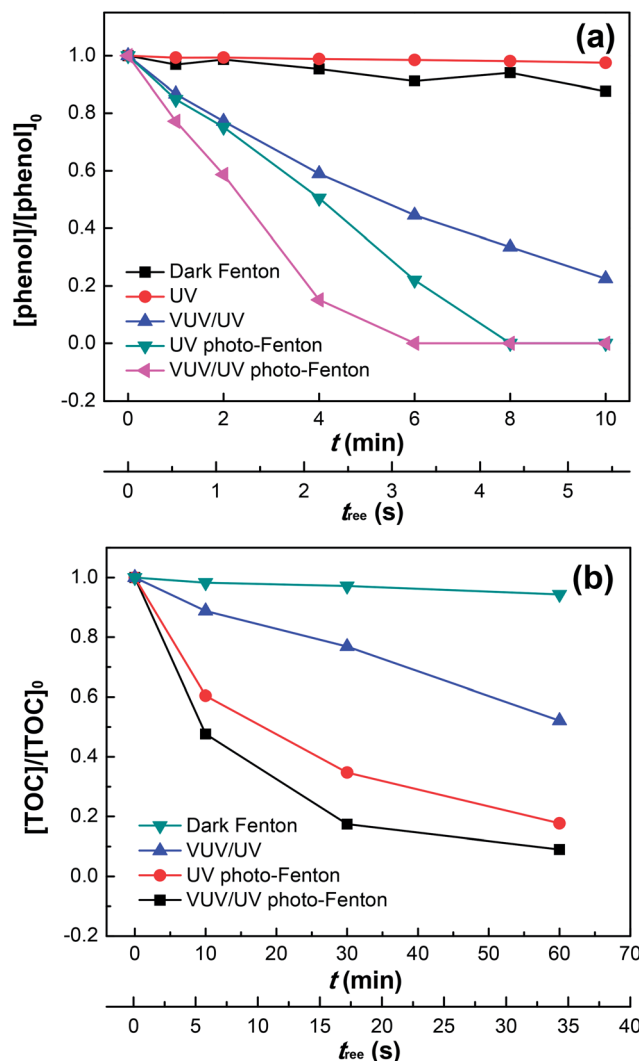 (a)
[phenol]/[phenol]0
1.0
0.8
0.6
0.4
0.2
0.0
-0.2
Dark Fenton
UV
VUV/UV
UV photo-Fenton
VUV/UV photo-Fenton
0 2 4 6 8 10
t (min)
0 1 2 3 4 5
tree (s)
(b)
[TOC]/[TOC]0
1.0
0.8
0.6
0.4
0.2
0.0
-0.2
Dark Fenton
VUV/UV
UV photo-Fenton
VUV/UV photo-Fenton
0 10 20 30 40 50 60 70
t (min)
0 5 10 15 20 25 30 35 40
tree (s)